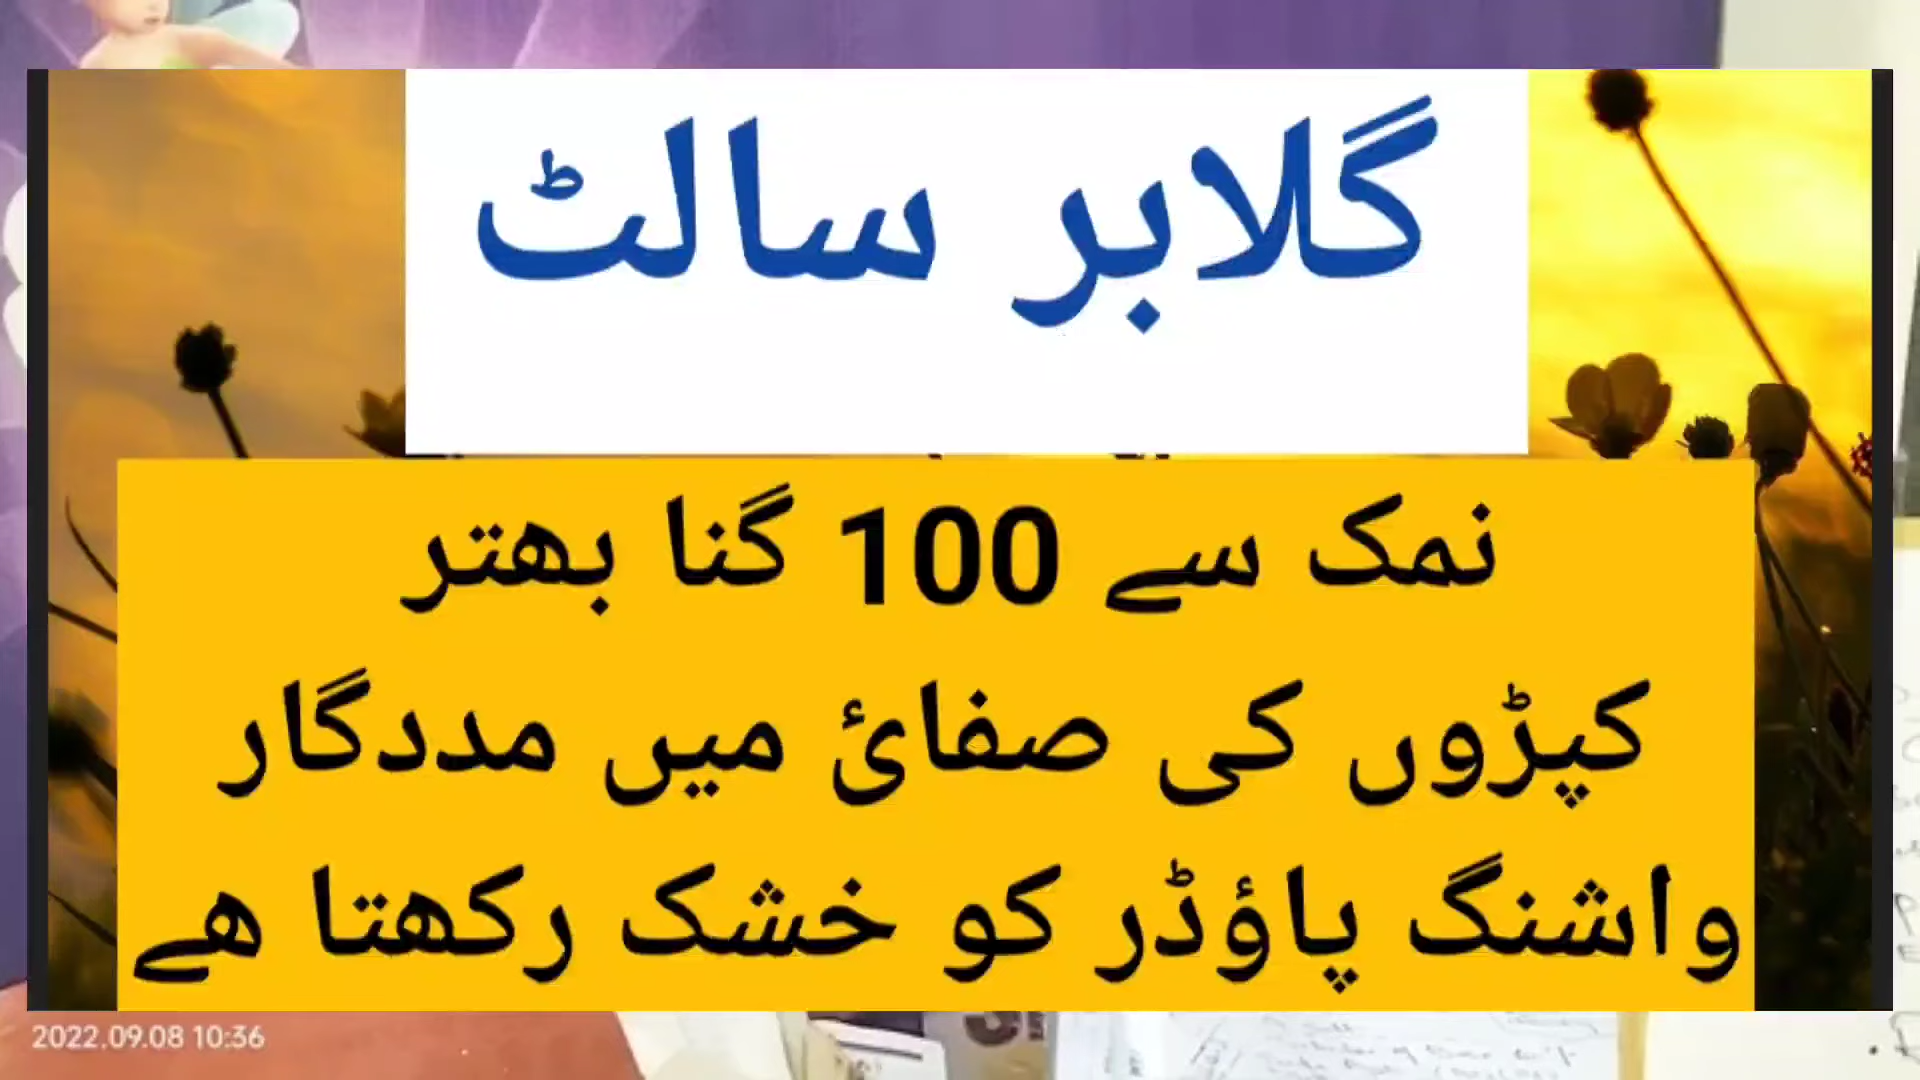 گلابر سالٹ
نمک سے 100 گنا بھتر
کپڑوں کی صفائ میں مددگار
واشنگ پاؤڈر کو خشک رکھتا ھے
2022.09.08 10:36